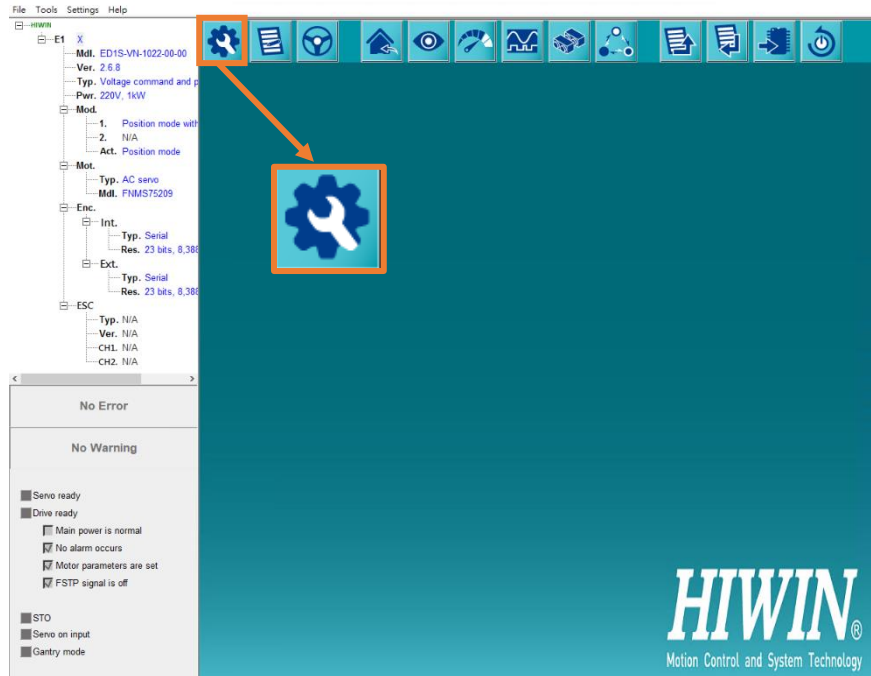 File Tools Settings Help
HIWIN
E1 X
Mdl. ED1S-VN-1022-00-00
Ver. 2.6.8
Typ. Voltage command and p
Pwr. 220V, 1kW
Mod.
1. Position mode with
2. N/A
Act. Position mode
Mot.
Typ. AC servo
Mdl. FNMS75209
Enc.
Int.
Typ. Serial
Res. 23 bits, 8,388
Ext.
Typ. Serial
Res. 23 bits, 8,388
ESC
Typ. N/A
Ver. N/A
CH1. N/A
CH2. N/A
No Error
No Warning
Servo ready
Drive ready
Main power is normal
No alarm occurs
Motor parameters are set
FSTP signal is off
STO
Servo on input
Gantry mode
HIWIN®
Motion Control and System Technology